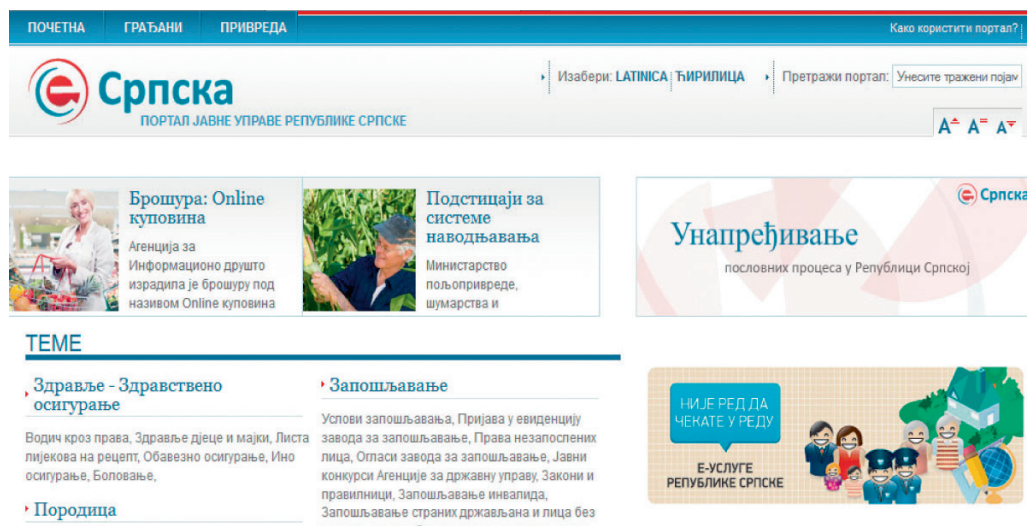 ПОЧЕТНА ГРАЂАНИ ПРИВРЕДА
Како користити портал?
Српска
ПОРТАЛ ЈАВНЕ УПРАВЕ РЕПУБЛИКЕ СРПСКЕ
Изабери: LATINICA | ЋИРИЛИЦА
Претражи портал: Унесите тражени појам
A A A
Брошура: Online
куповина
Агенција за
Информационо друшто
израдила је брошуру под
називом Online куповина
Подстицаји за
системе
наводњавања
Министарство
пољопривреде,
шумарства и
Српска
Унапређивање
пословних процеса у Републици Српској
ТЕМЕ
Здравље - Здравствено
осигурање
Водич кроз права, Здравље дјеце и мајки, Листа
лијекова на рецепт, Обавезно осигурање, Ино
осигурање, Боловање,
Породица
Запошљавање
Услови запошљавања, Пријава у евиденцију
завода за запошљавање, Права незапослених
лица, Огласи завода за запошљавање, Јавни
конкурси Агенције за државну управу, Закони и
правилници, Запошљавање инвалида,
Запошљавање страних држављана и лица без
НИЈЕ РЕД ДА
ЧЕКАТЕ У РЕДУ
Е-УСЛУГЕ
РЕПУБЛИКЕ СРПСКЕ